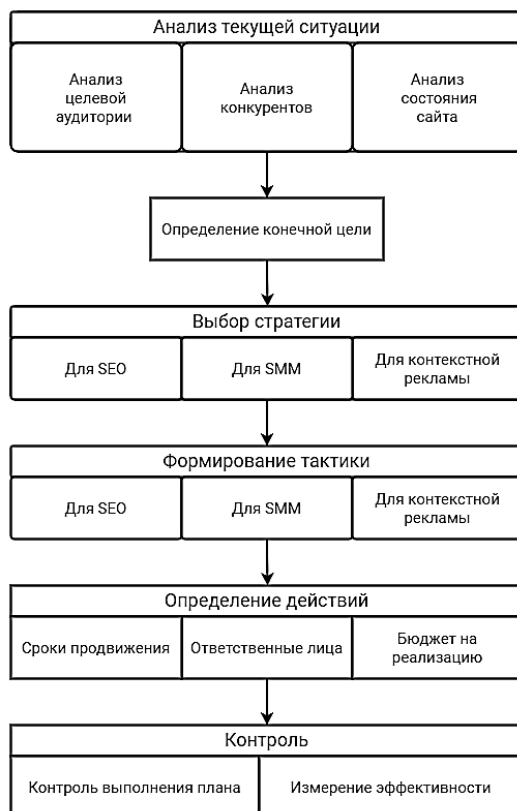 Анализ текущей ситуации
Анализ
целевой
аудитории
Анализ
конкурентов
Анализ
состояния
сайта
Определение конечной цели
Выбор стратегии
Для SEO
Для SMM
Для контекстной
рекламы
Формирование тактики
Для SEO
Для SMM
Для контекстной
рекламы
Определение действий
Сроки продвижения
Ответственные лица
Бюджет на
реализацию
Контроль
Контроль выполнения плана
Измерение эффективности